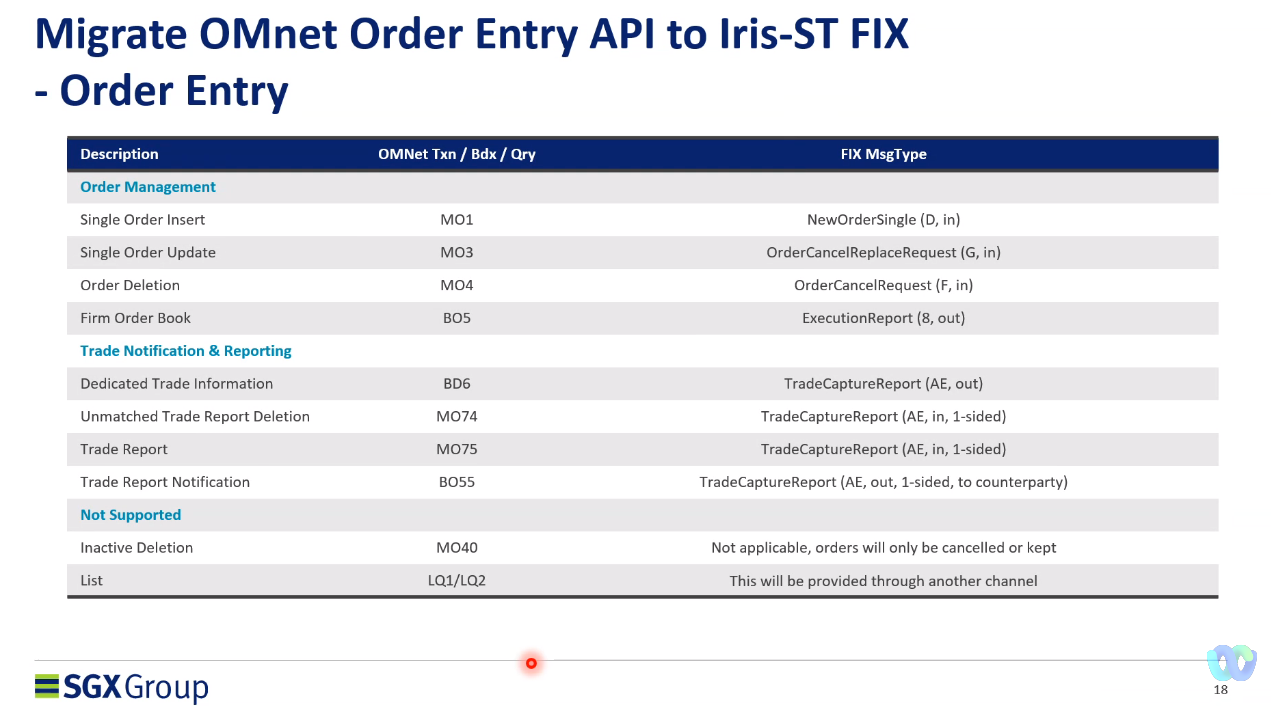 Migrate OMnet Order Entry API to Iris-ST FIX
- Order Entry
Description OMNet Txn / Bdx / Qry FIX MsgType
Order Management
Single Order Insert MO1 NewOrderSingle (D, in)
Single Order Update MO3 OrderCancelReplaceRequest (G, in)
Order Deletion MO4 OrderCancelRequest (F, in)
Firm Order Book BO5 ExecutionReport (8, out)
Trade Notification & Reporting
Dedicated Trade Information BD6 TradeCaptureReport (AE, out)
Unmatched Trade Report Deletion MO74 TradeCaptureReport (AE, in, 1-sided)
Trade Report MO75 TradeCaptureReport (AE, in, 1-sided)
Trade Report Notification BO55 TradeCaptureReport (AE, out, 1-sided, to counterparty)
Not Supported
Inactive Deletion MO40 Not applicable, orders will only be cancelled or kept
List LQ1/LQ2 This will be provided through another channel
SGX Group
18